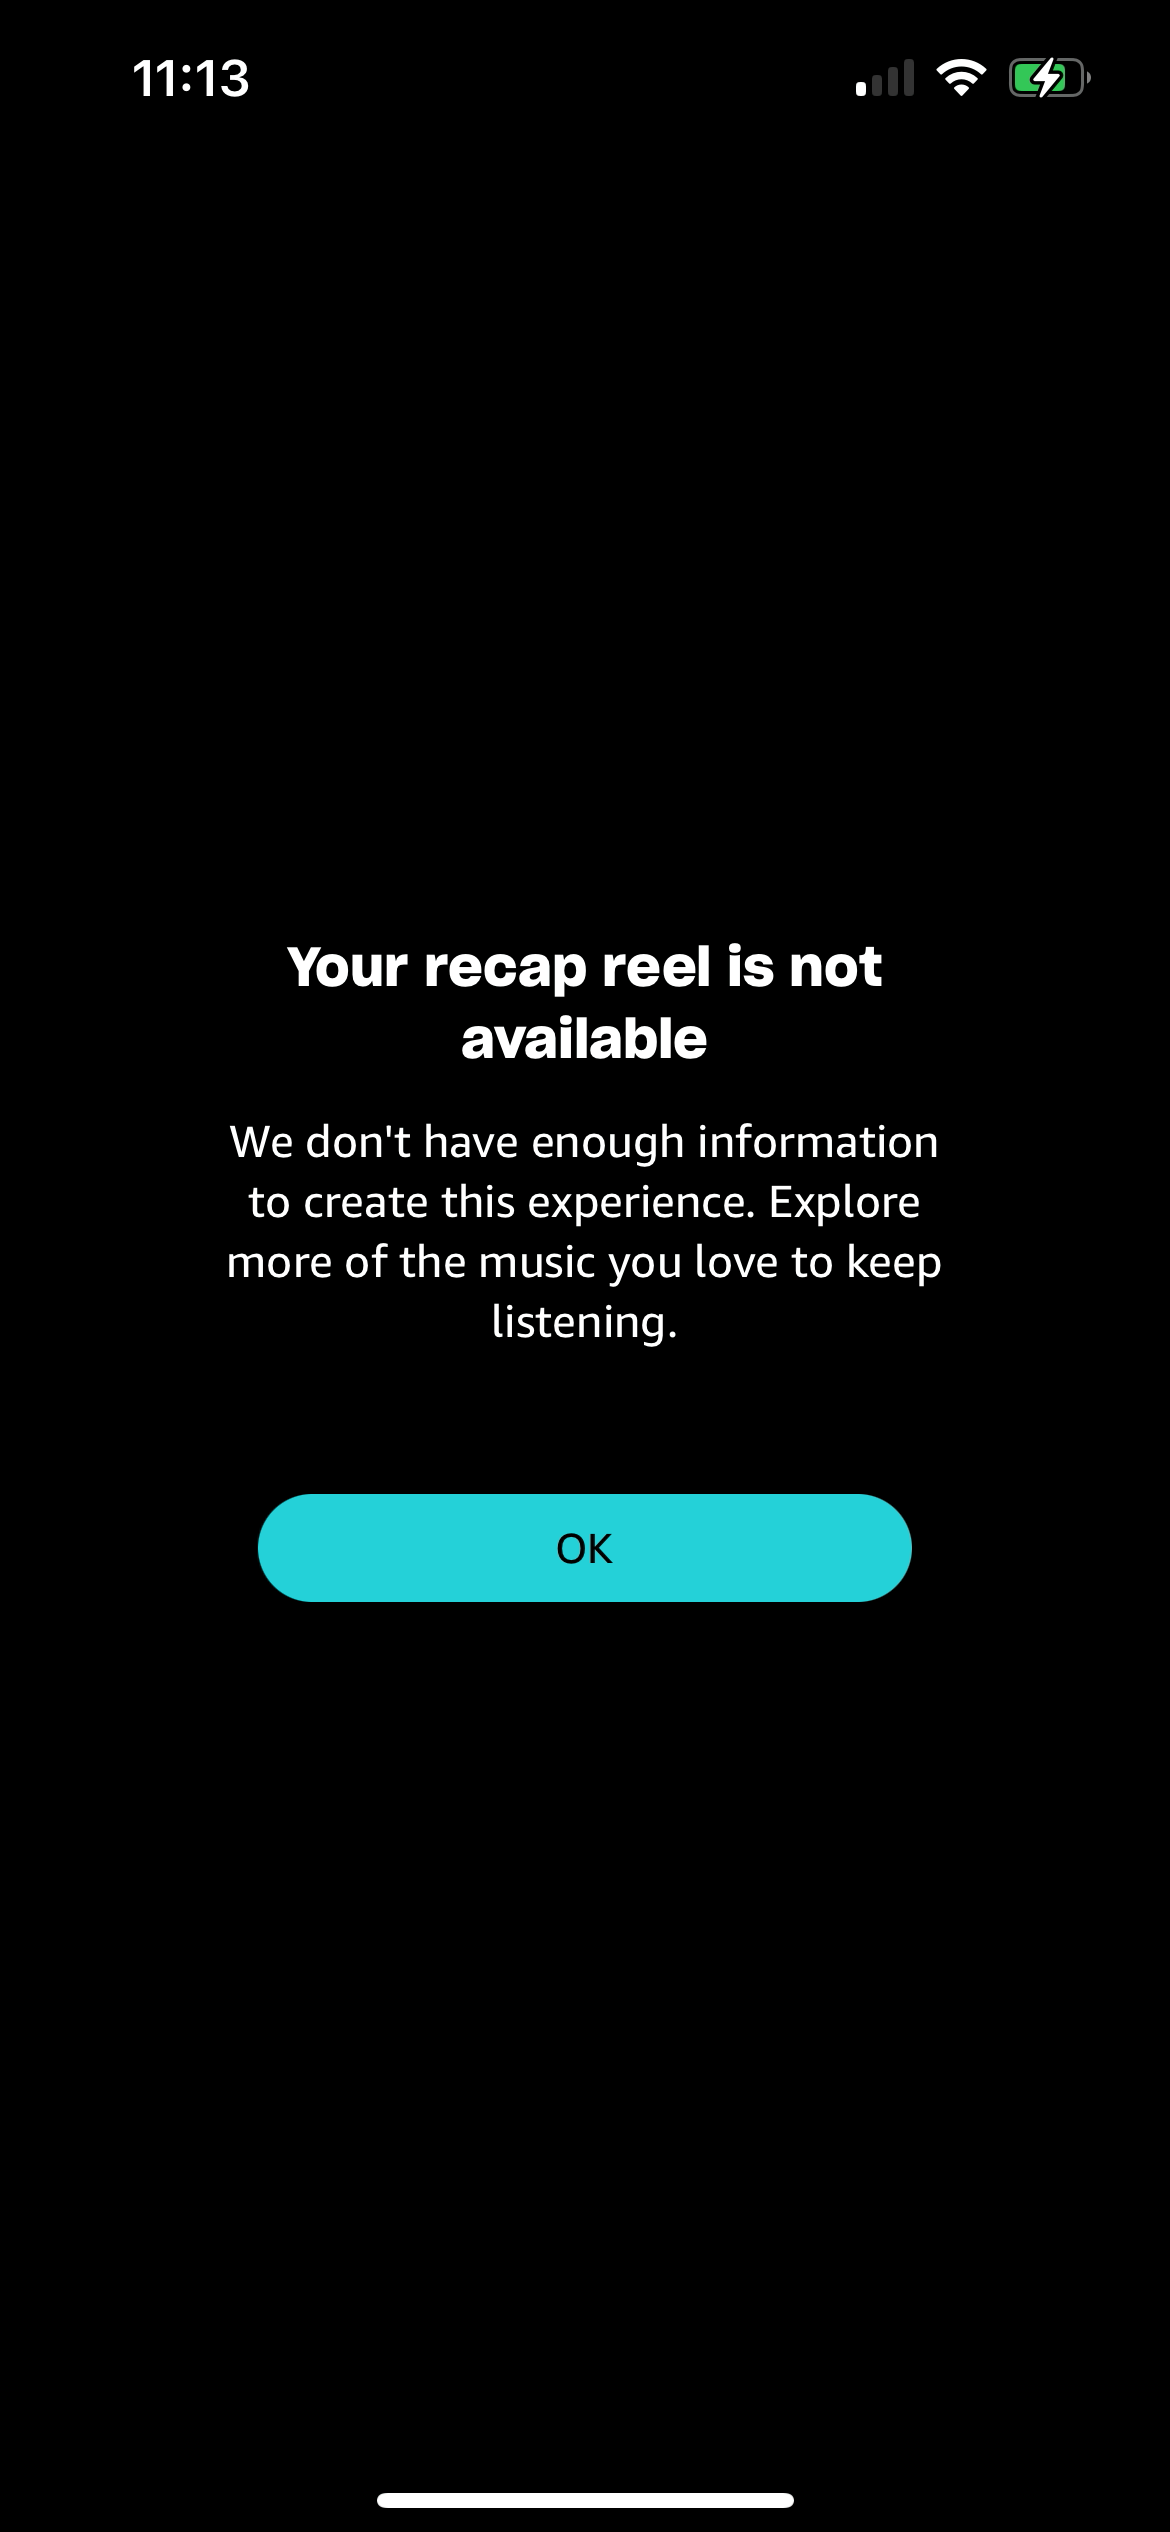 11:13
Your recap reel is not
available
We don't have enough information
to create this experience. Explore
more of the music you love to keep
listening.
OK